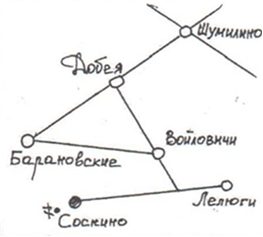 Шумилино
Добея
Войловичи
Барановские
Лелюги
Соскино